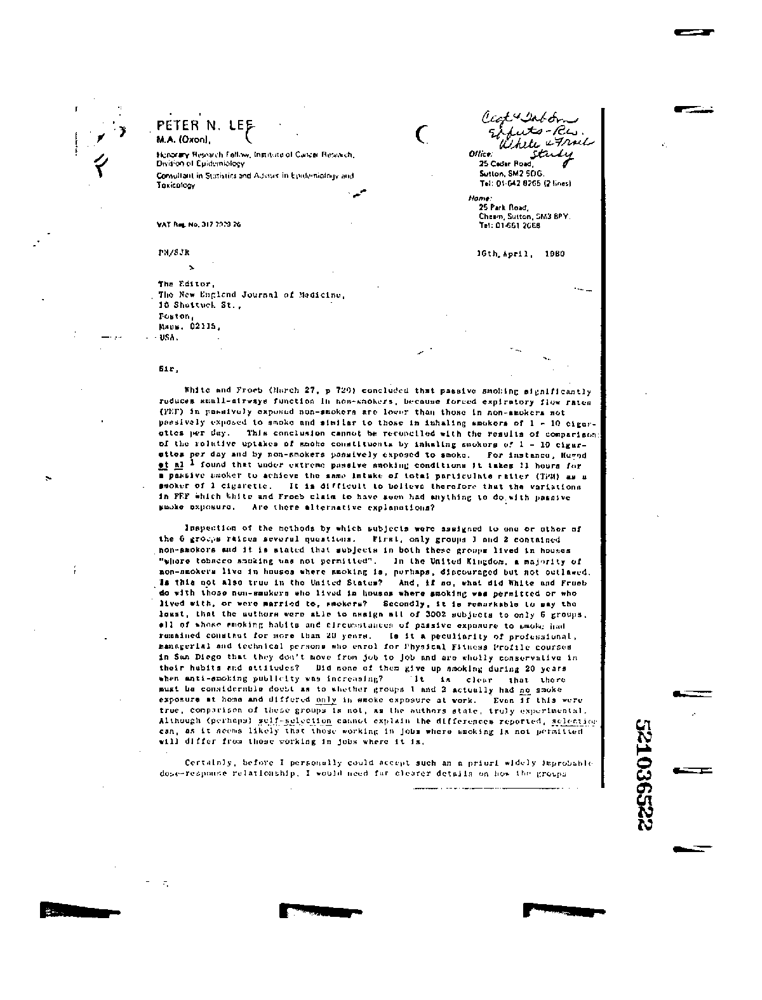 PETER N. LEE
M.A. (Oxon),
Honorary Research Fellow, Institute of Cancer Research,
Division of Epidemiology
Consultant in Statistics and Adviser in Epidemiology and
Toxicology
VAT Reg. No. 317
White & Froeb
Study
Office:
25 Cedar Road,
Sutton, SM2 5DG.
Tel: 01-642 8265 (2 lines)
Home:
25 Park Road,
Cheam, Sutton, SM3 8PY.
Tel: 01-661 2068
PN/SJR
16th, April, 1980
The Editor,
The New England Journal of Medicine,
10 Shattuck St.,
Boston,
Mass. 02115,
USA.
Sir,
White and Froeb (March 27, p 720) concluded that passive smoking significantly
reduces small-airways function in non-smokers, because forced expiratory flow rates
(FEF) in passively exposed non-smokers are lower than those in non-smokers not
passively exposed to smoke and similar to those in inhaling smokers of 1 - 10 cigar-
ettes per day. This conclusion cannot be reconciled with the results of comparison
of the relative uptakes of smoke constituents by inhaling smokers of 1 - 10 cigar-
ettes per day and by non-smokers passively exposed to smoke. For instance, Hugod
et al 1 found that under extreme passive smoking conditions it takes 11 hours for
a passive smoker to achieve the same intake of total particulate matter (TPM) as a
smoker of 1 cigarette. It is difficult to believe therefore that the variations
in FEF which White and Froeb claim to have seen had anything to do with passive
smoke exposure. Are there alternative explanations?
Inspection of the methods by which subjects were assigned to one or other of
the 6 groups raises several questions. First, only groups 1 and 2 contained
non-smokers and it is stated that subjects in both these groups lived in houses
"where tobacco smoking was not permitted". In the United Kingdom, a majority of
non-smokers live in houses where smoking is, perhaps, discouraged but not outlawed.
Is this not also true in the United States? And, if so, what did White and Froeb
do with those non-smokers who lived in houses where smoking was permitted or who
lived with, or were married to, smokers? Secondly, it is remarkable to say the
least, that the authors were able to assign all of 3002 subjects to only 6 groups,
all of whose smoking habits and circumstances of passive exposure to smoke had
remained constant for more than 20 years. Is it a peculiarity of professional,
managerial and technical persons who enrol for Physical Fitness Profile courses
in San Diego that they don't move from job to job and are wholly conservative in
their habits and attitudes? Did none of them give up smoking during 20 years
when anti-smoking publicity was increasing? It is clear that there
must be considerable doubt as to whether groups 1 and 2 actually had no smoke
exposure at home and differed only in smoke exposure at work. Even if this were
true, comparison of these groups is not, as the authors state, truly experimental.
Although (perhaps) self-selection cannot explain the differences reported, selection
can, as it seems likely that those working in jobs where smoking is not permitted
will differ from those working in jobs where it is.
Certainly, before I personally could accept such an a priori widely improbable
dose-response relationship, I would need far clearer details on how the groups
521036522